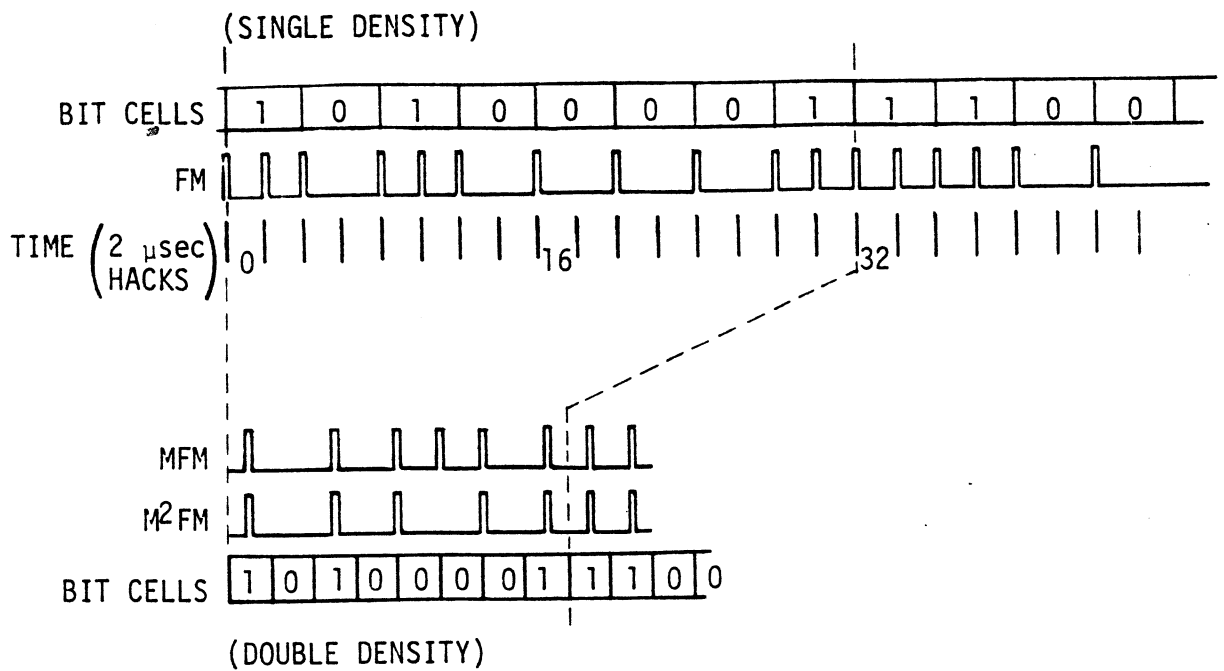 (SINGLE DENSITY)
BIT CELLS 1 0 1 0 0 0 0 1 1 1 0 0
FM
TIME (2 μsec HACKS) 0 16 32
MFM
M²FM
BIT CELLS 1 0 1 0 0 0 0 1 1 1 0 0
(DOUBLE DENSITY)